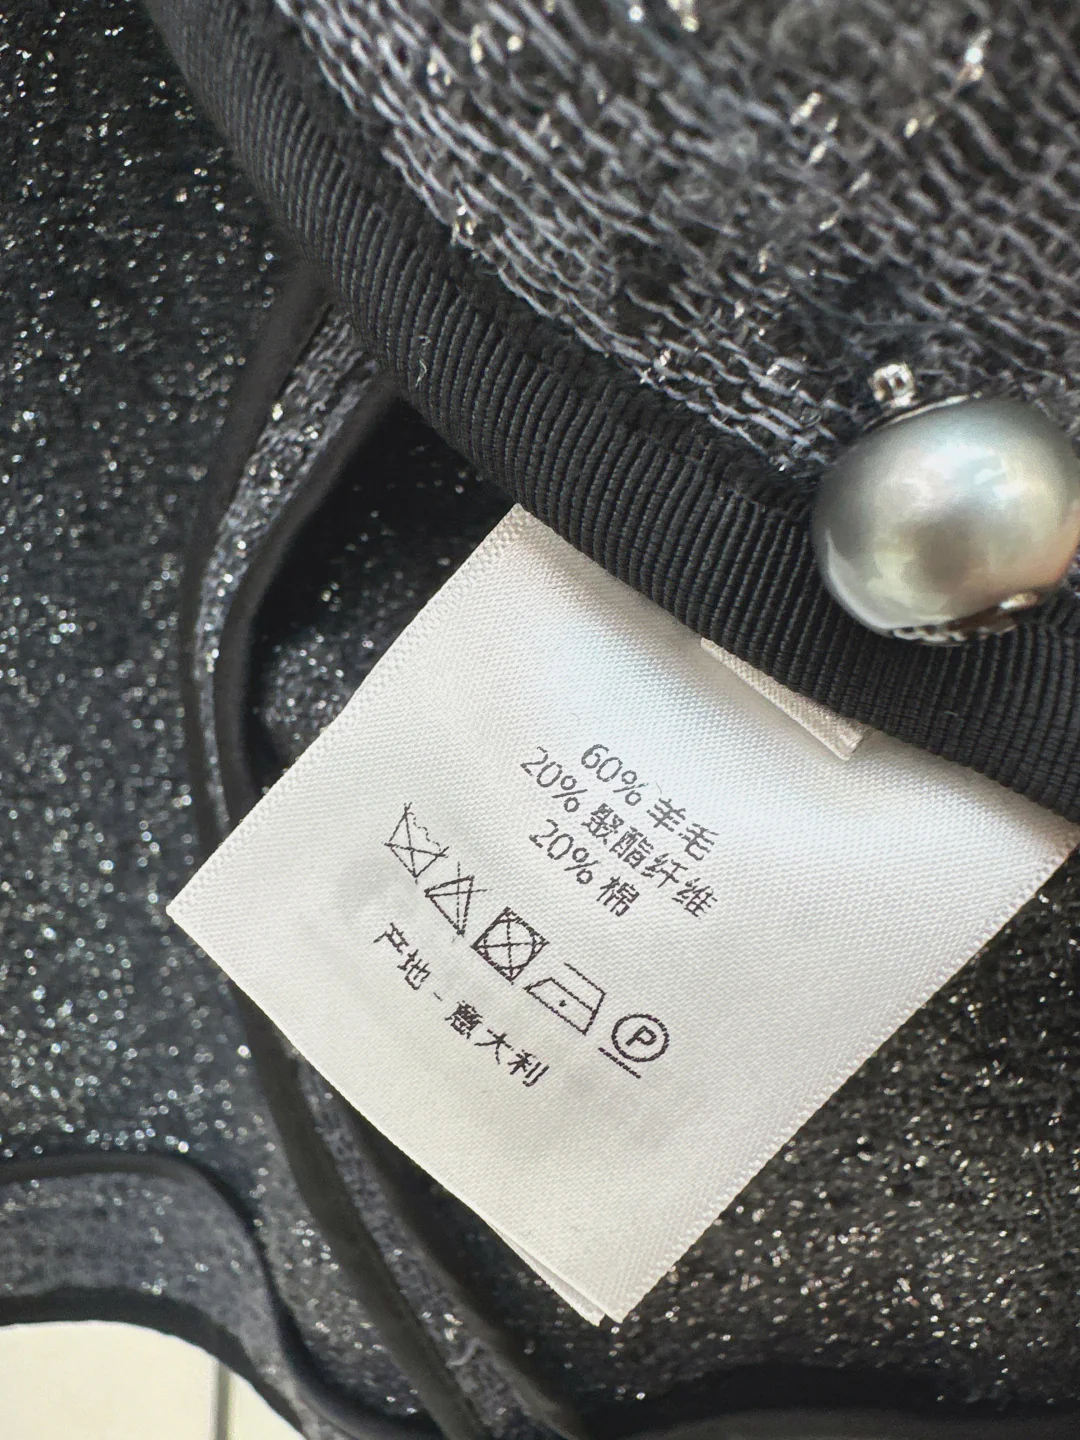 60% 羊毛
20% 聚酯纤维
20% 棉
P
产地 - 意大利